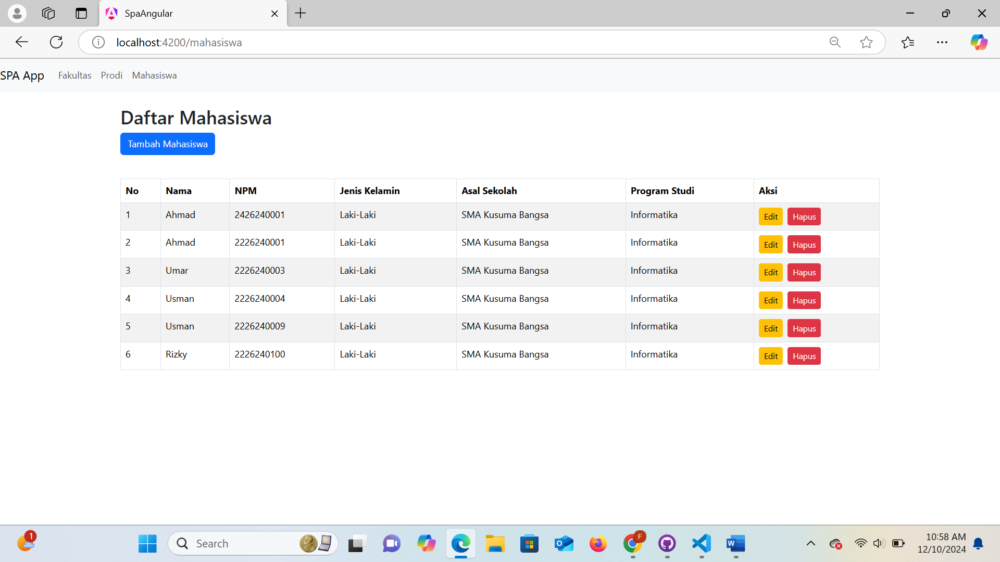 SpaAngular
localhost:4200/mahasiswa
SPA App Fakultas Prodi Mahasiswa
Daftar Mahasiswa
Tambah Mahasiswa
No Nama NPM Jenis Kelamin Asal Sekolah Program Studi Aksi
1 Ahmad 2426240001 Laki-Laki SMA Kusuma Bangsa Informatika Edit Hapus
2 Ahmad 2226240001 Laki-Laki SMA Kusuma Bangsa Informatika Edit Hapus
3 Umar 2226240003 Laki-Laki SMA Kusuma Bangsa Informatika Edit Hapus
4 Usman 2226240004 Laki-Laki SMA Kusuma Bangsa Informatika Edit Hapus
5 Usman 2226240009 Laki-Laki SMA Kusuma Bangsa Informatika Edit Hapus
6 Rizky 2226240100 Laki-Laki SMA Kusuma Bangsa Informatika Edit Hapus
1 Search F 10:58 AM
12/10/2024